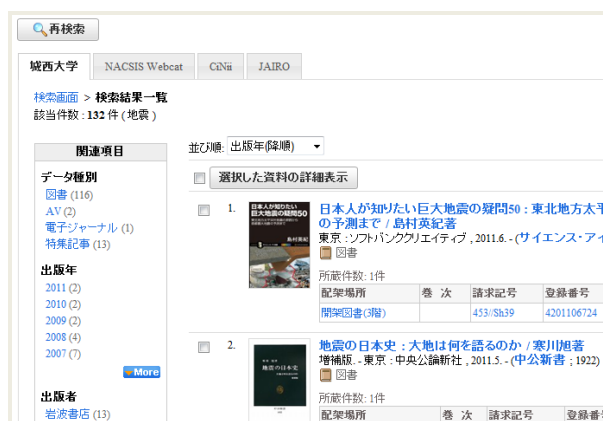 再検索
城西大学 NACSIS Webcat CiNii JAIRO
検索画面 > 検索結果一覧
該当件数 : 132 件 ( 地震 )
関連項目
データ種別
図書 (116)
AV (2)
電子ジャーナル (1)
特集記事 (13)
出版年
2011 (2)
2010 (2)
2009 (2)
2008 (4)
2007 (7)
More
出版者
岩波書店 (13)
並び順: 出版年(降順)
選択した資料の詳細表示
1.
日本人が知りたい
巨大地震の疑問50
島村英紀
日本人が知りたい巨大地震の疑問50 : 東北地方太平
の予測まで / 島村英紀著
東京 : ソフトバンククリエイティブ , 2011.6. - (サイエンス・アイ
図書
所蔵件数: 1件
配架場所 巻 次 請求記号 登録番号
開架図書(3階) 453//Sh39 4201106724
2.
地震の日本史
地震の日本史 : 大地は何を語るのか / 寒川旭著
増補版. - 東京 : 中央公論新社 , 2011.5. - (中公新書 ; 1922)
図書
所蔵件数: 1件
配架場所 巻 次 請求記号 登録番号